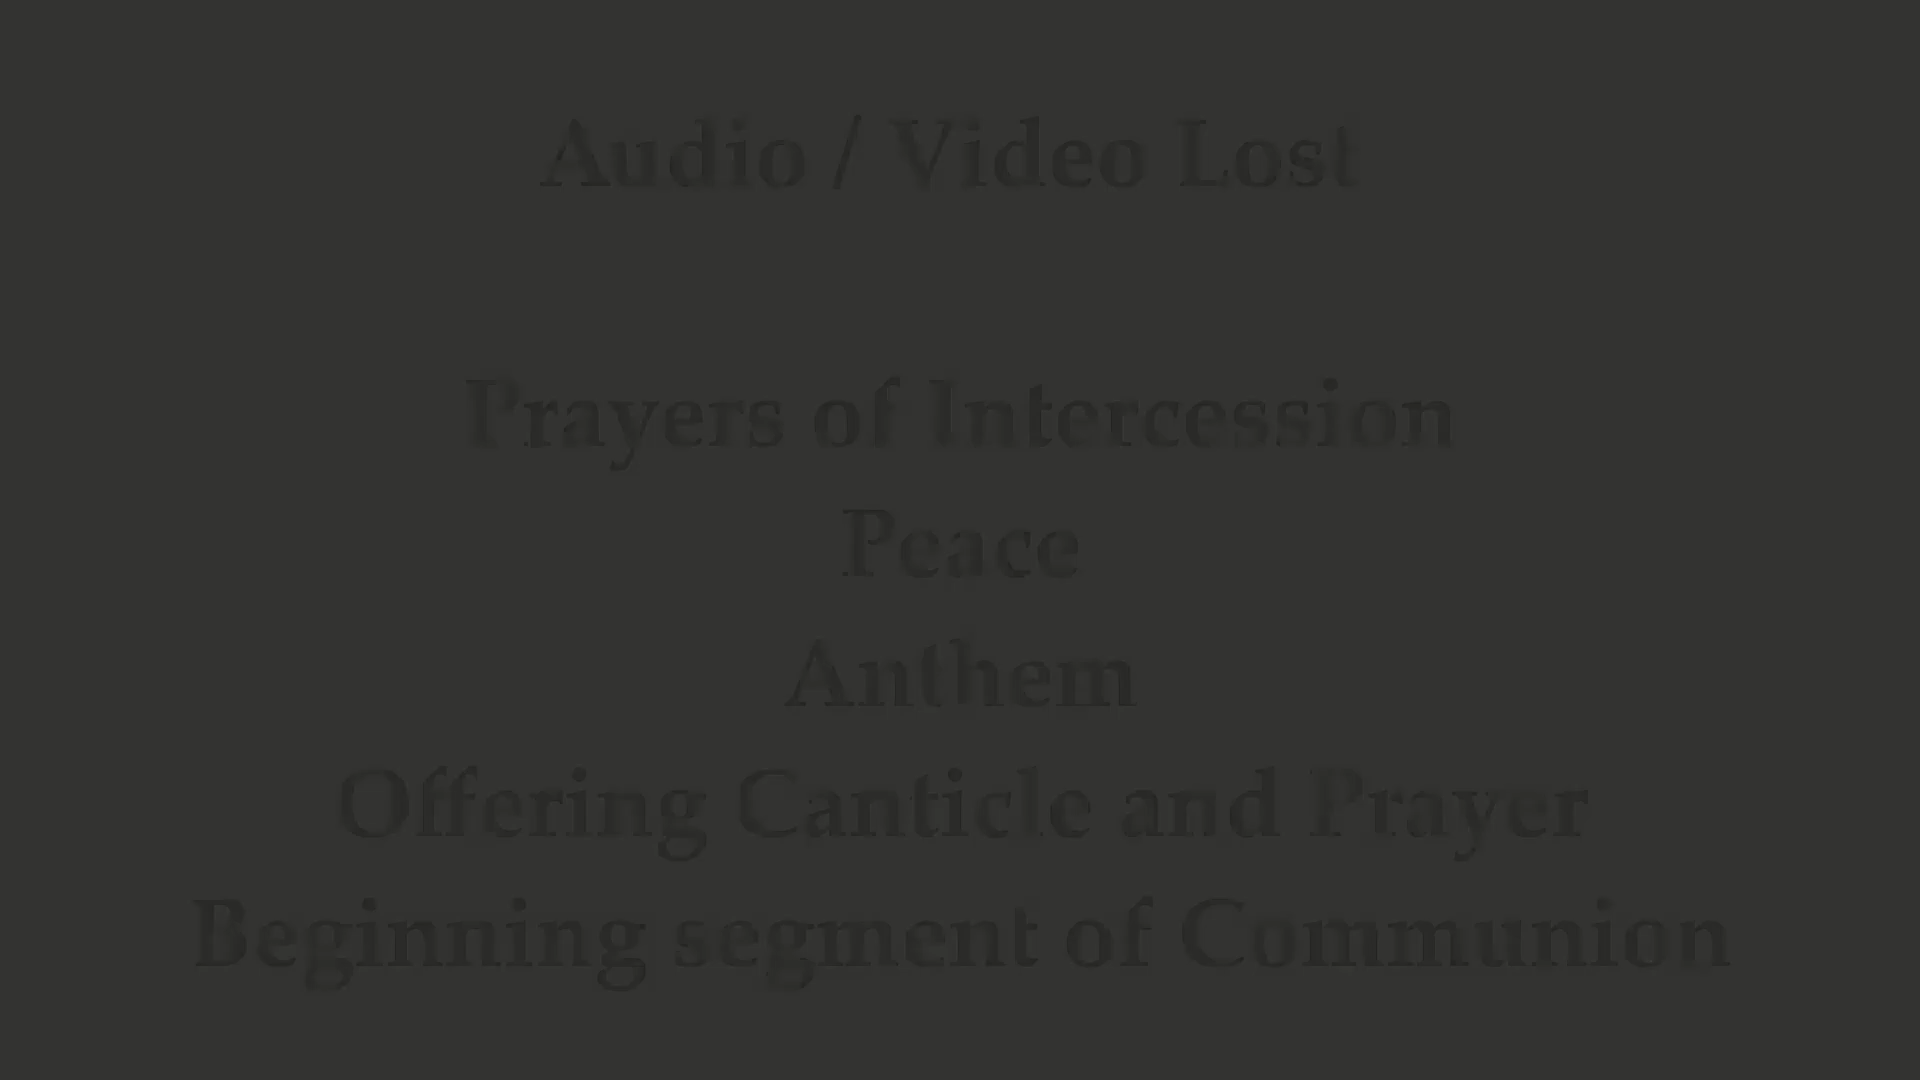 Audio / Video Lost
Prayers of Intercession
Peace
Anthem
Offering Canticle and Prayer
Beginning segment of Communion